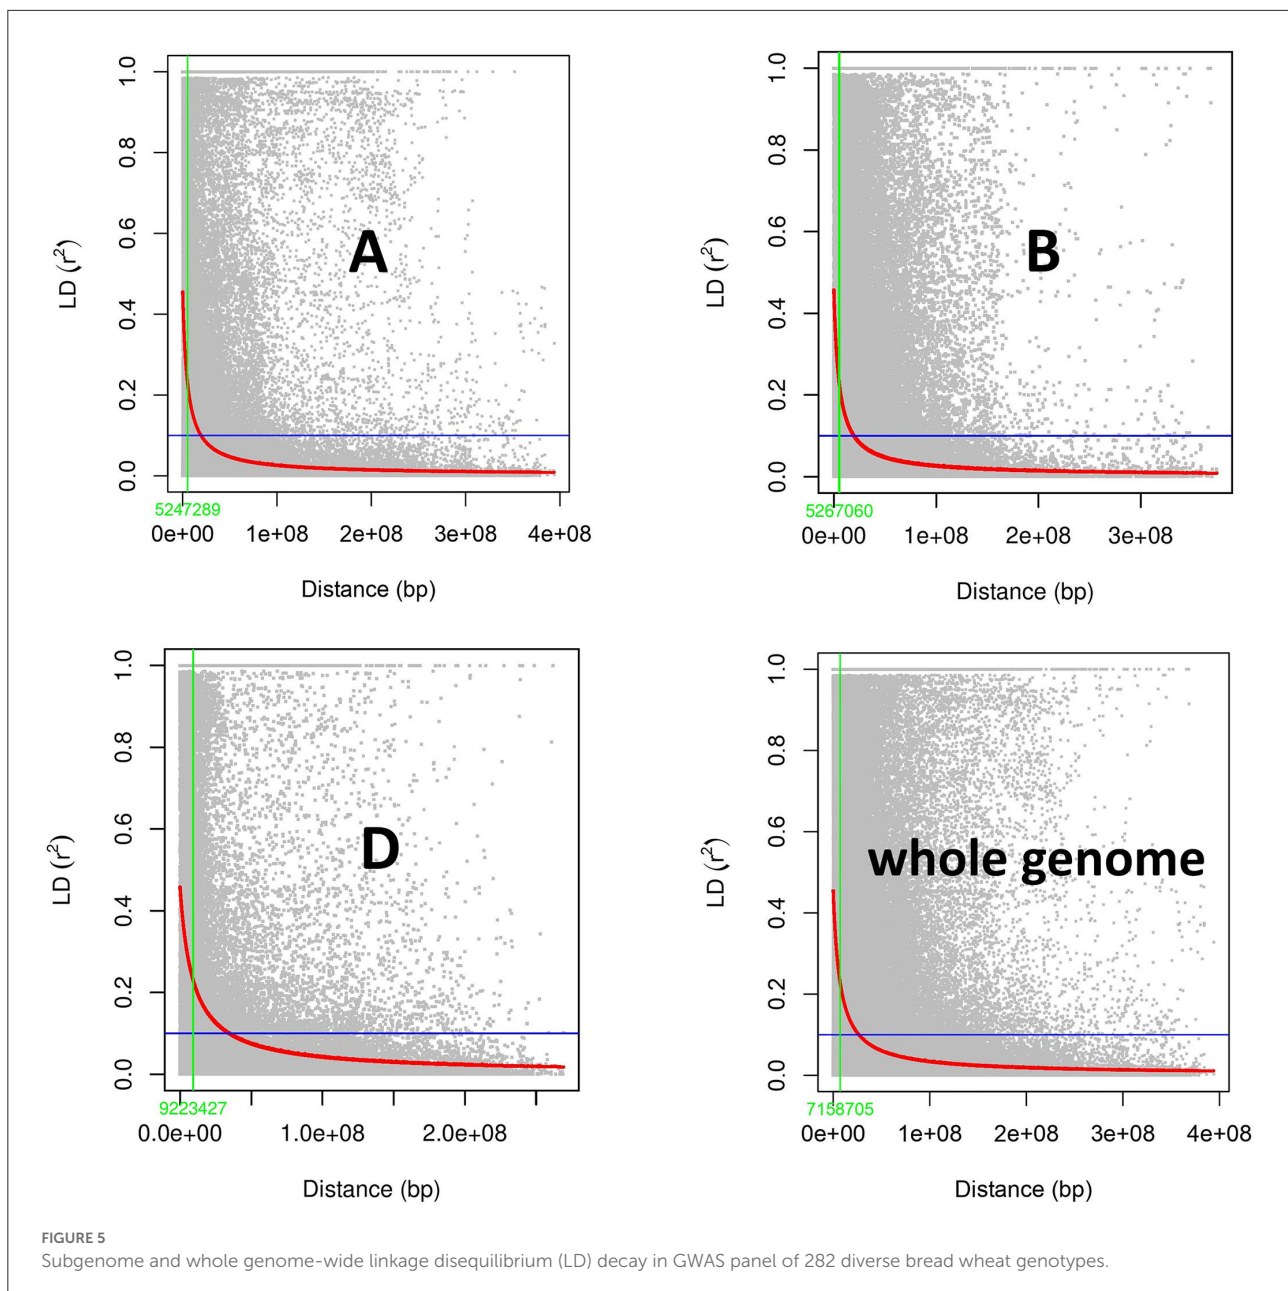 1.0
0.8
0.6
0.4
0.2
0.0
LD (r²)
A
5247289
0e+00 1e+08 2e+08 3e+08 4e+08
Distance (bp)
1.0
0.8
0.6
0.4
0.2
0.0
LD (r²)
B
5267060
0e+00 1e+08 2e+08 3e+08
Distance (bp)
1.0
0.8
0.6
0.4
0.2
0.0
LD (r²)
D
9223427
0.0e+00 1.0e+08 2.0e+08
Distance (bp)
1.0
0.8
0.6
0.4
0.2
0.0
LD (r²)
whole genome
7158705
0e+00 1e+08 2e+08 3e+08 4e+08
Distance (bp)
FIGURE 5
Subgenome and whole genome-wide linkage disequilibrium (LD) decay in GWAS panel of 282 diverse bread wheat genotypes.